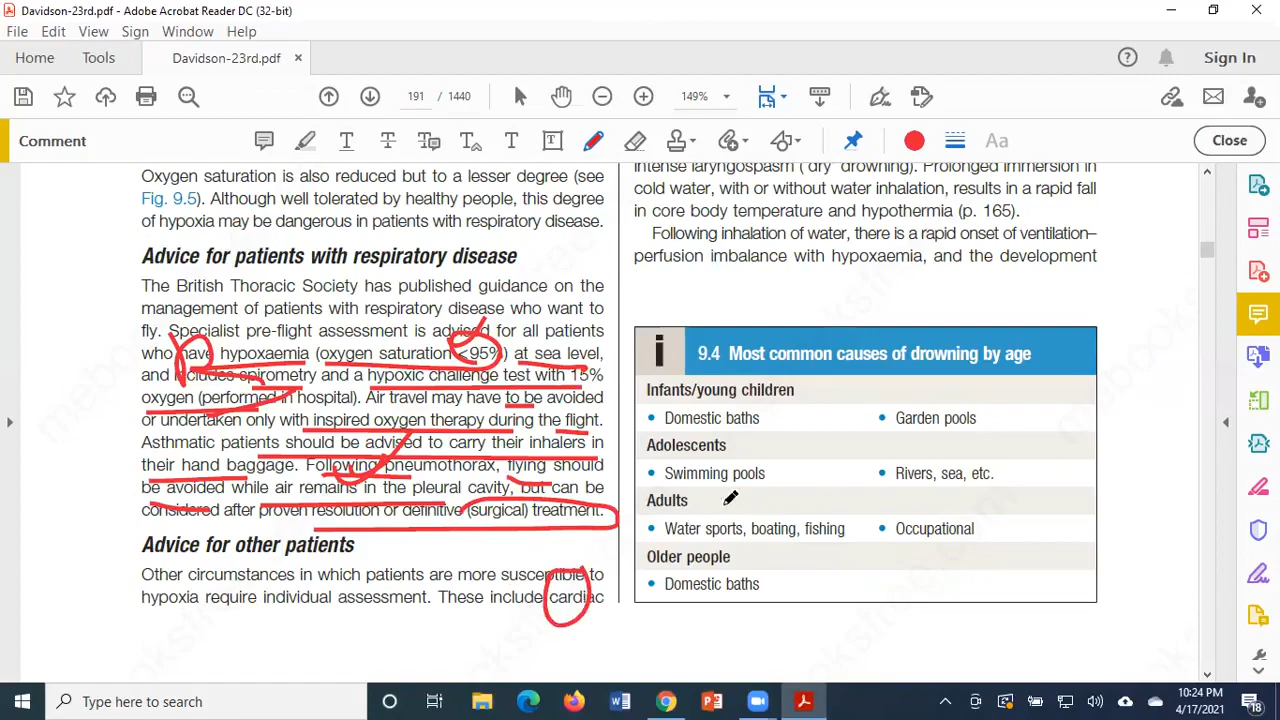 Davidson-23rd.pdf - Adobe Acrobat Reader DC (32-bit)
File Edit View Sign Window Help
Home Tools Davidson-23rd.pdf × Sign In
191 / 1440 149%
Comment Close
Oxygen saturation is also reduced but to a lesser degree (see
Fig. 9.5). Although well tolerated by healthy people, this degree
of hypoxia may be dangerous in patients with respiratory disease.
Advice for patients with respiratory disease
The British Thoracic Society has published guidance on the
management of patients with respiratory disease who want to
fly. Specialist pre-flight assessment is advised for all patients
who have hypoxaemia (oxygen saturation <95%) at sea level,
and includes spirometry and a hypoxic challenge test with 15%
oxygen (performed in hospital). Air travel may have to be avoided
or undertaken only with inspired oxygen therapy during the flight.
Asthmatic patients should be advised to carry their inhalers in
their hand baggage. Following pneumothorax, flying should
be avoided while air remains in the pleural cavity, but can be
considered after proven resolution or definitive (surgical) treatment.
Advice for other patients
Other circumstances in which patients are more susceptible to
hypoxia require individual assessment. These include cardiac
intense laryngospasm ('dry' drowning). Prolonged immersion in
cold water, with or without water inhalation, results in a rapid fall
in core body temperature and hypothermia (p. 165).
Following inhalation of water, there is a rapid onset of ventilation–
perfusion imbalance with hypoxaemia, and the development
i 9.4 Most common causes of drowning by age
Infants/young children
• Domestic baths • Garden pools
Adolescents
• Swimming pools • Rivers, sea, etc.
Adults
• Water sports, boating, fishing • Occupational
Older people
• Domestic baths
Type here to search
10:24 PM
4/17/2021
18